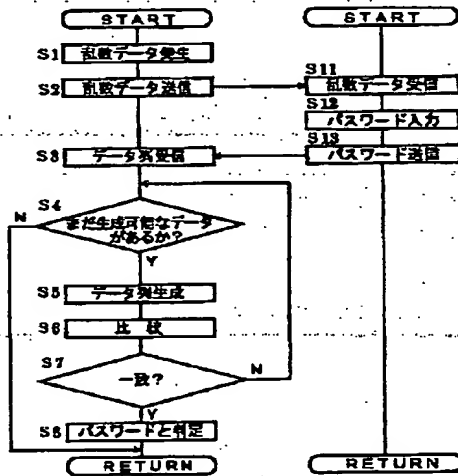 START
S1 乱数データ発生
S2 乱数データ送信
S3 データ列受信
S4
まだ生成可能なデータ
があるか?
N
Y
S5 データ列生成
S6 比較
S7
一致?
N
Y
S8 パスワードと判定
RETURN
START
S11
乱数データ受信
S12
パスワード入力
S13
パスワード送信
RETURN